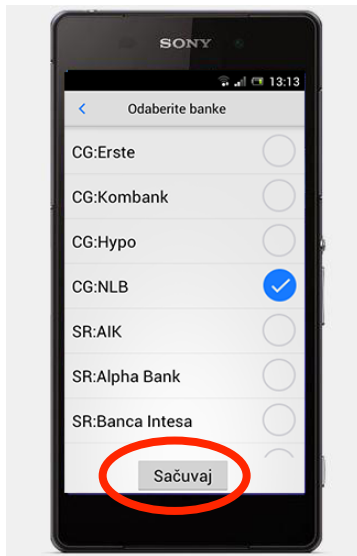 SONY
13:13
Odaberite banke
CG:Erste
CG:Kombank
CG:Hypo
CG:NLB
SR:AIK
SR:Alpha Bank
SR:Banca Intesa
Sačuvaj